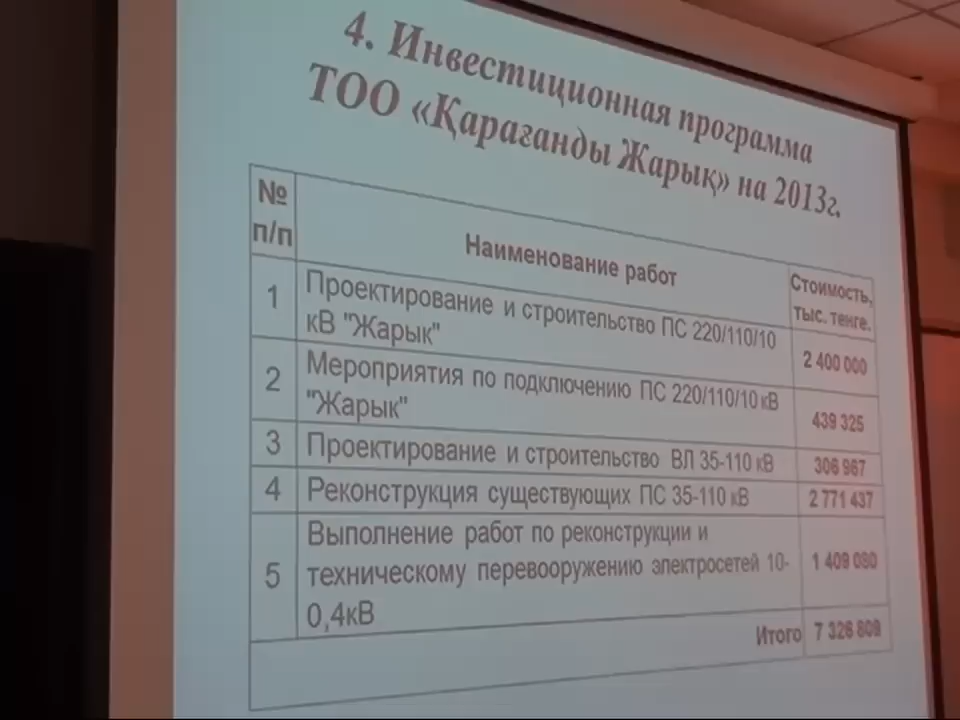 4. Инвестиционная программа
ТОО «Қарағанды Жарық» на 2013г.
№
п/п
Наименование работ
Стоимость,
тыс. тенге.
1
Проектирование и строительство ПС 220/110/10
кВ "Жарык"
2 400 000
2
Мероприятия по подключению ПС 220/110/10 кВ
"Жарык"
439 325
3
Проектирование и строительство ВЛ 35-110 кВ
306 967
4
Реконструкция существующих ПС 35-110 кВ
2 771 437
5
Выполнение работ по реконструкции и
техническому перевооружению электросетей 10-
0,4кВ
1 409 080
Итого
7 326 809